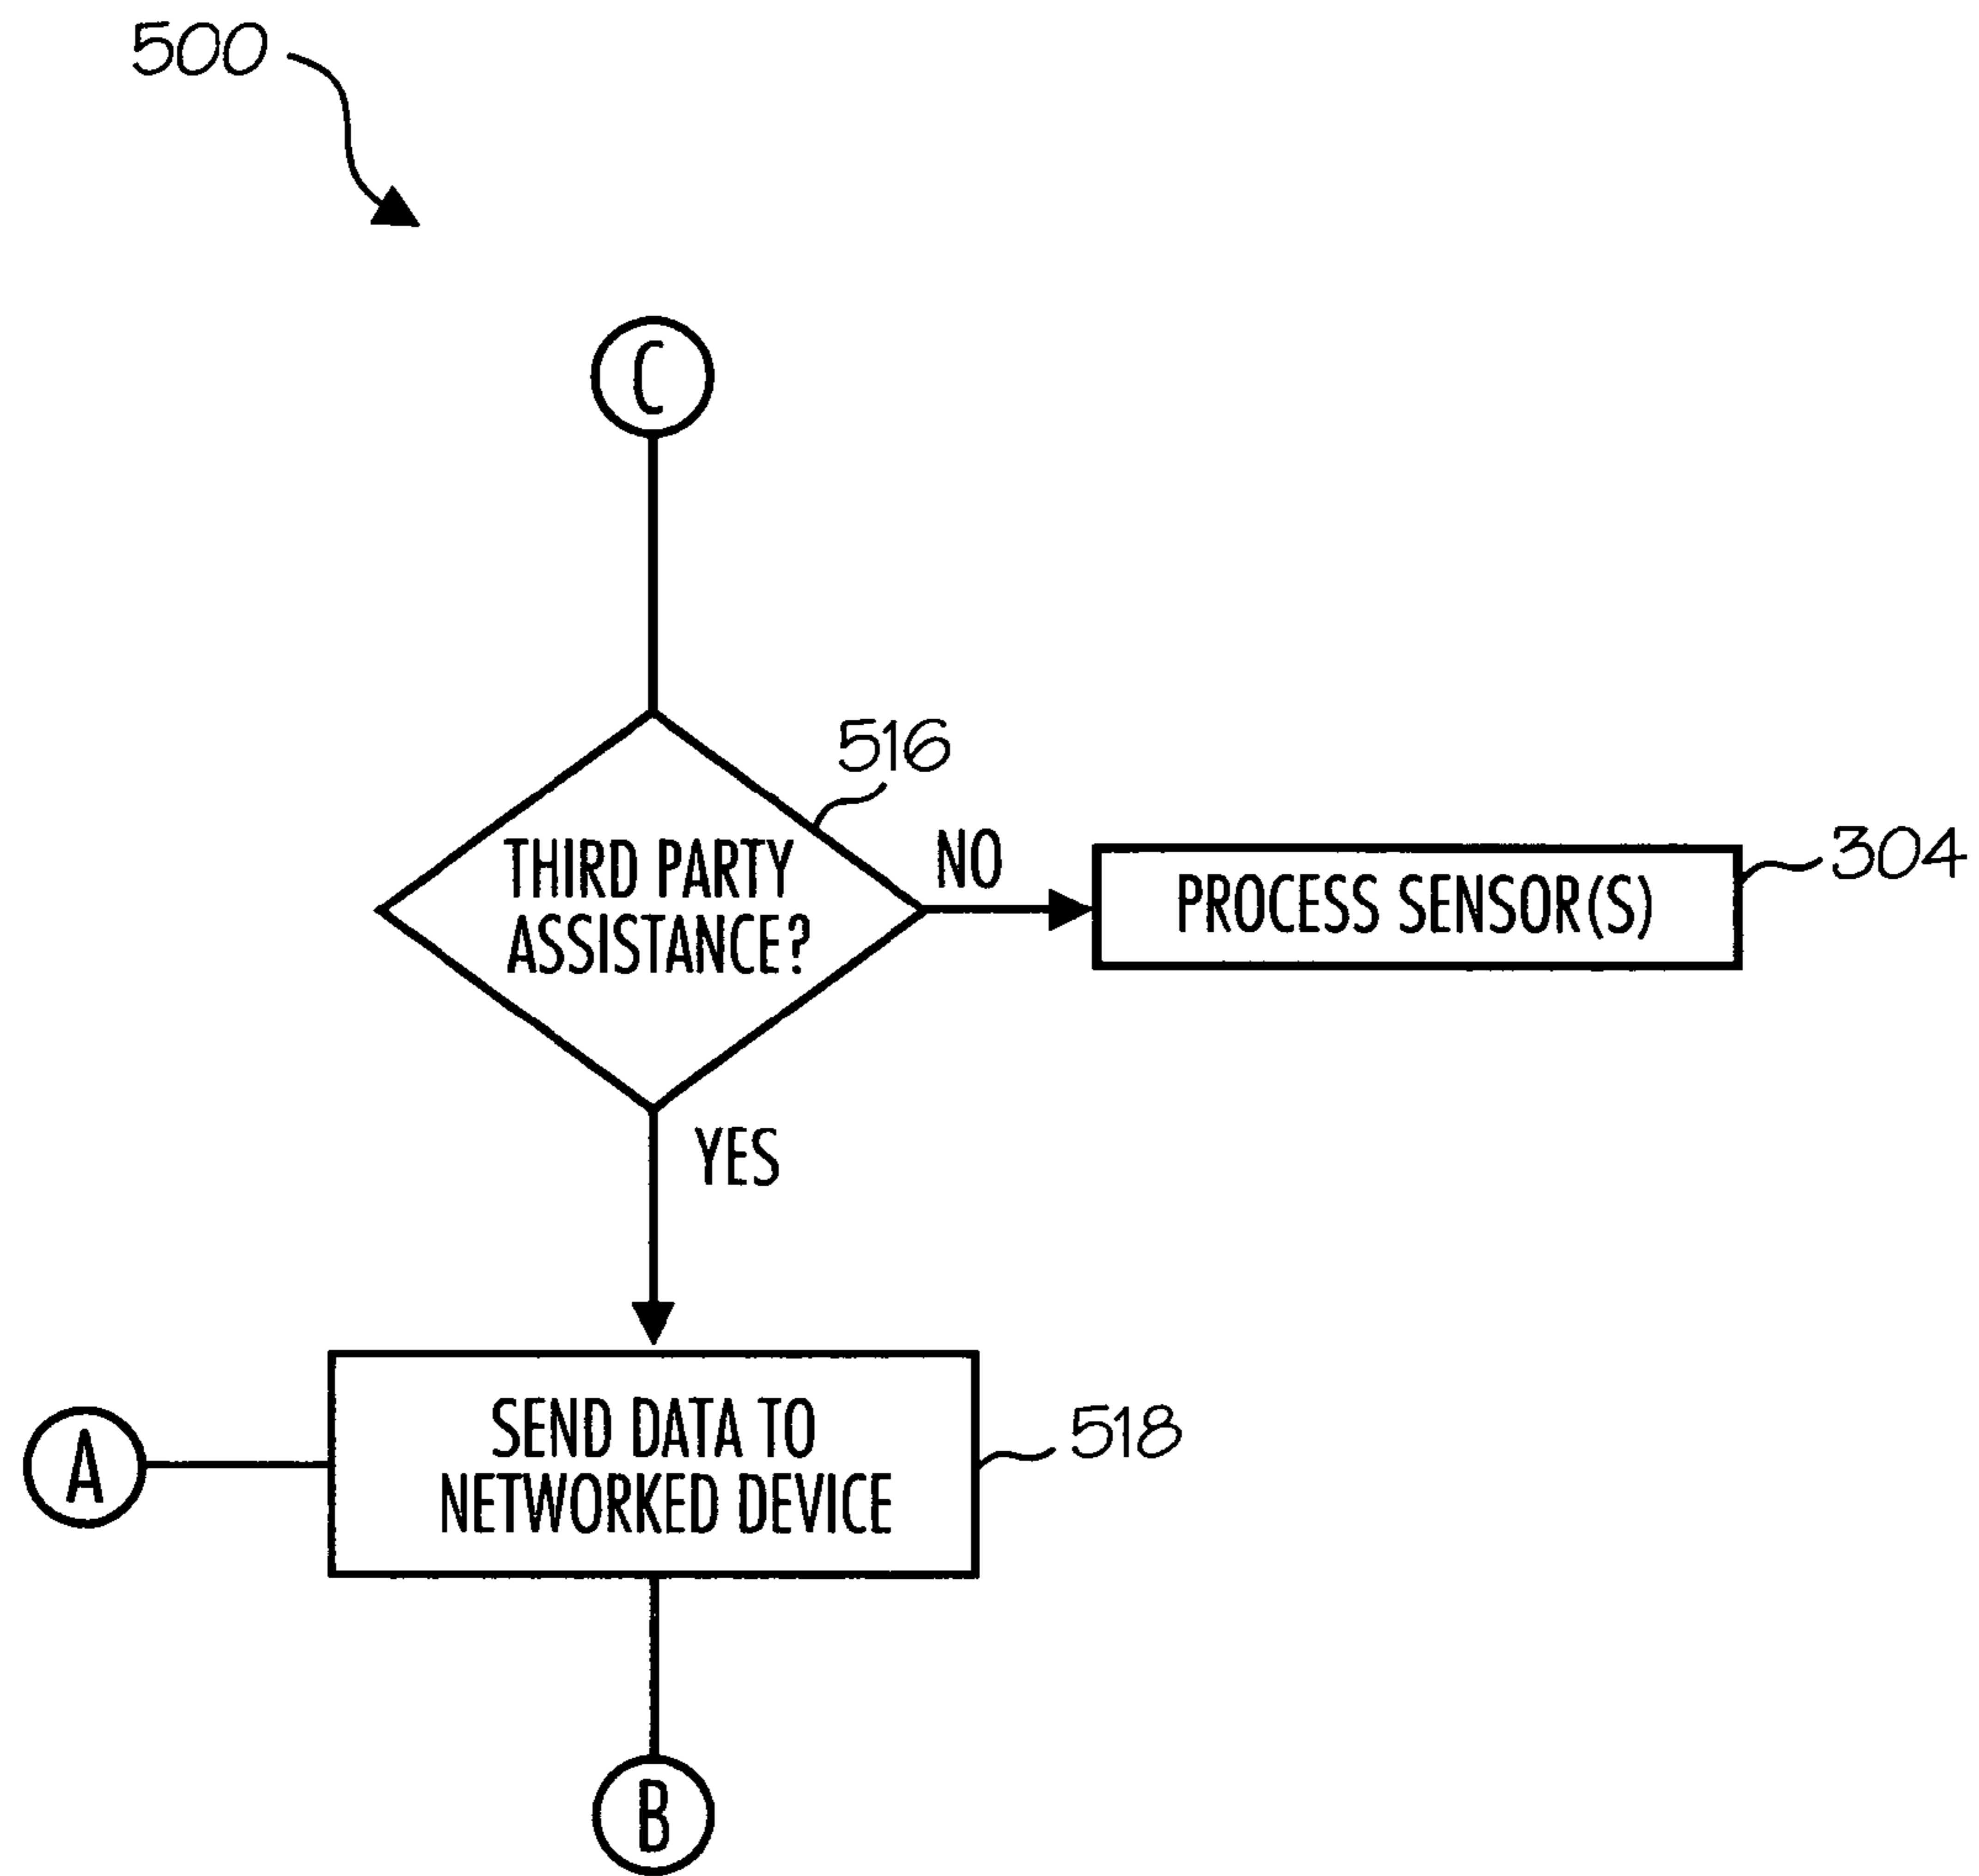 500
C
516
THIRD PARTY
ASSISTANCE?
NO
PROCESS SENSOR(S)
304
YES
A
SEND DATA TO
NETWORKED DEVICE
518
B